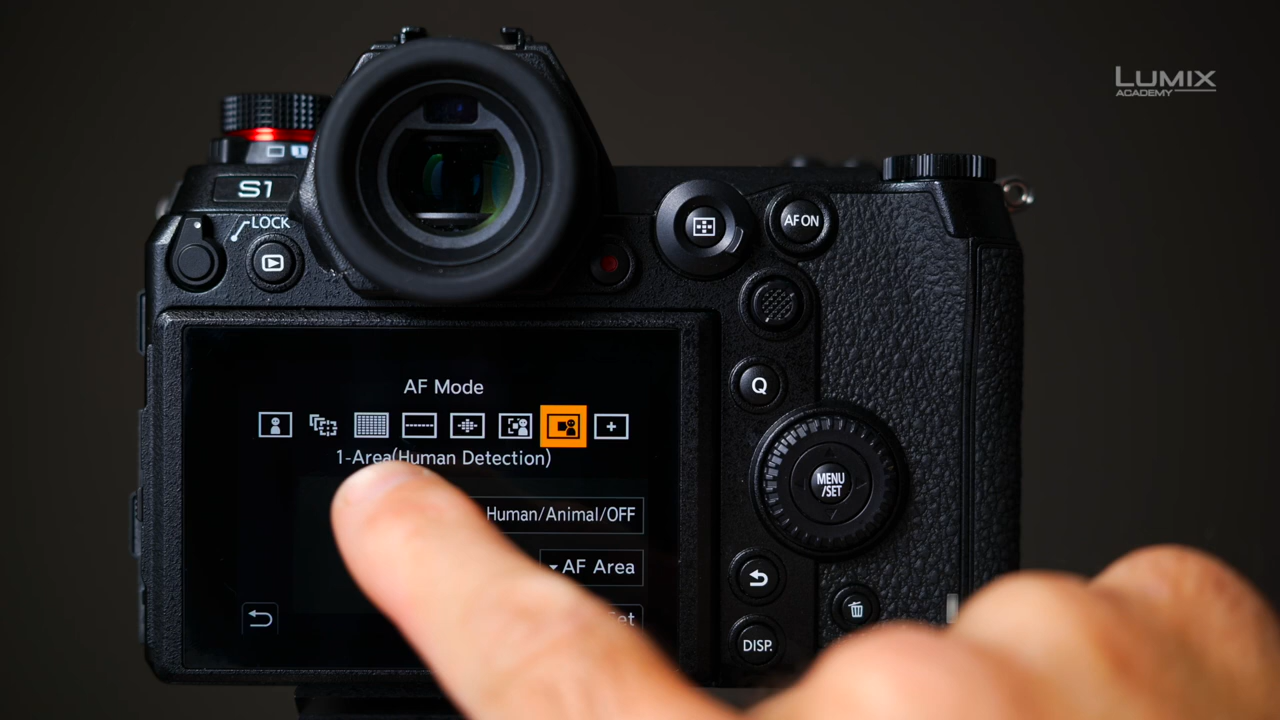 LUMIX
ACADEMY
S1
LOCK
AF ON
Q
AF Mode
1-Area(Human Detection)
Human/Animal/OFF
AF Area
MENU
/SET
DISP.